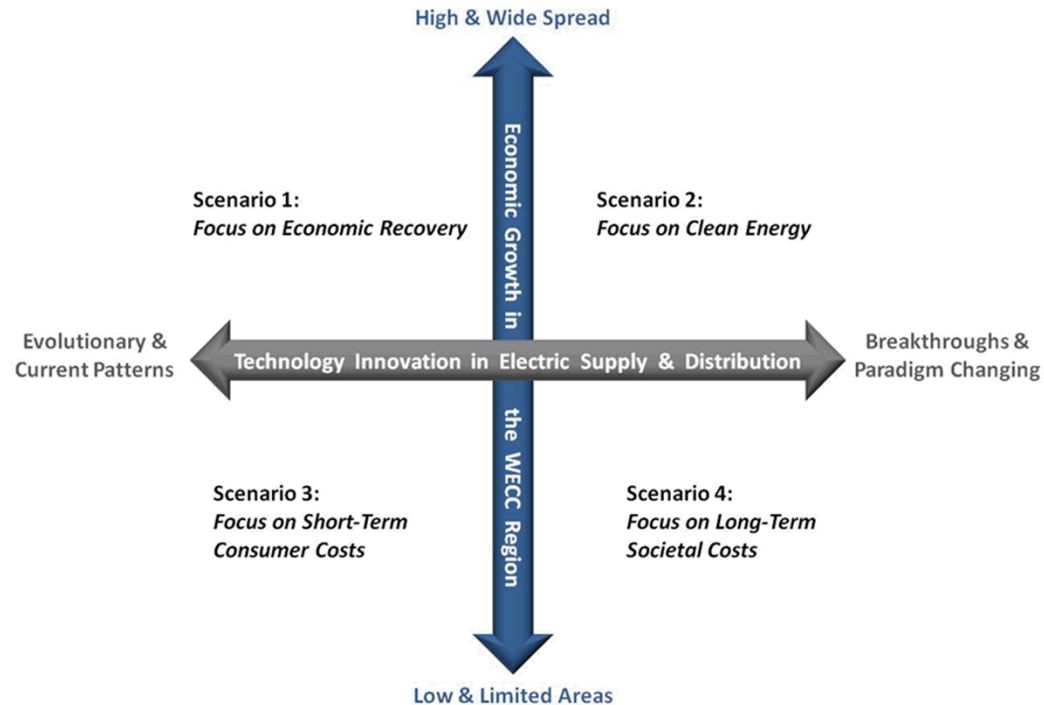 High & Wide Spread
Economic Growth in the WECC Region
Scenario 1:
Focus on Economic Recovery
Scenario 2:
Focus on Clean Energy
Evolutionary &
Current Patterns
Technology Innovation in Electric Supply & Distribution
Breakthroughs &
Paradigm Changing
Scenario 3:
Focus on Short-Term
Consumer Costs
Scenario 4:
Focus on Long-Term
Societal Costs
Low & Limited Areas